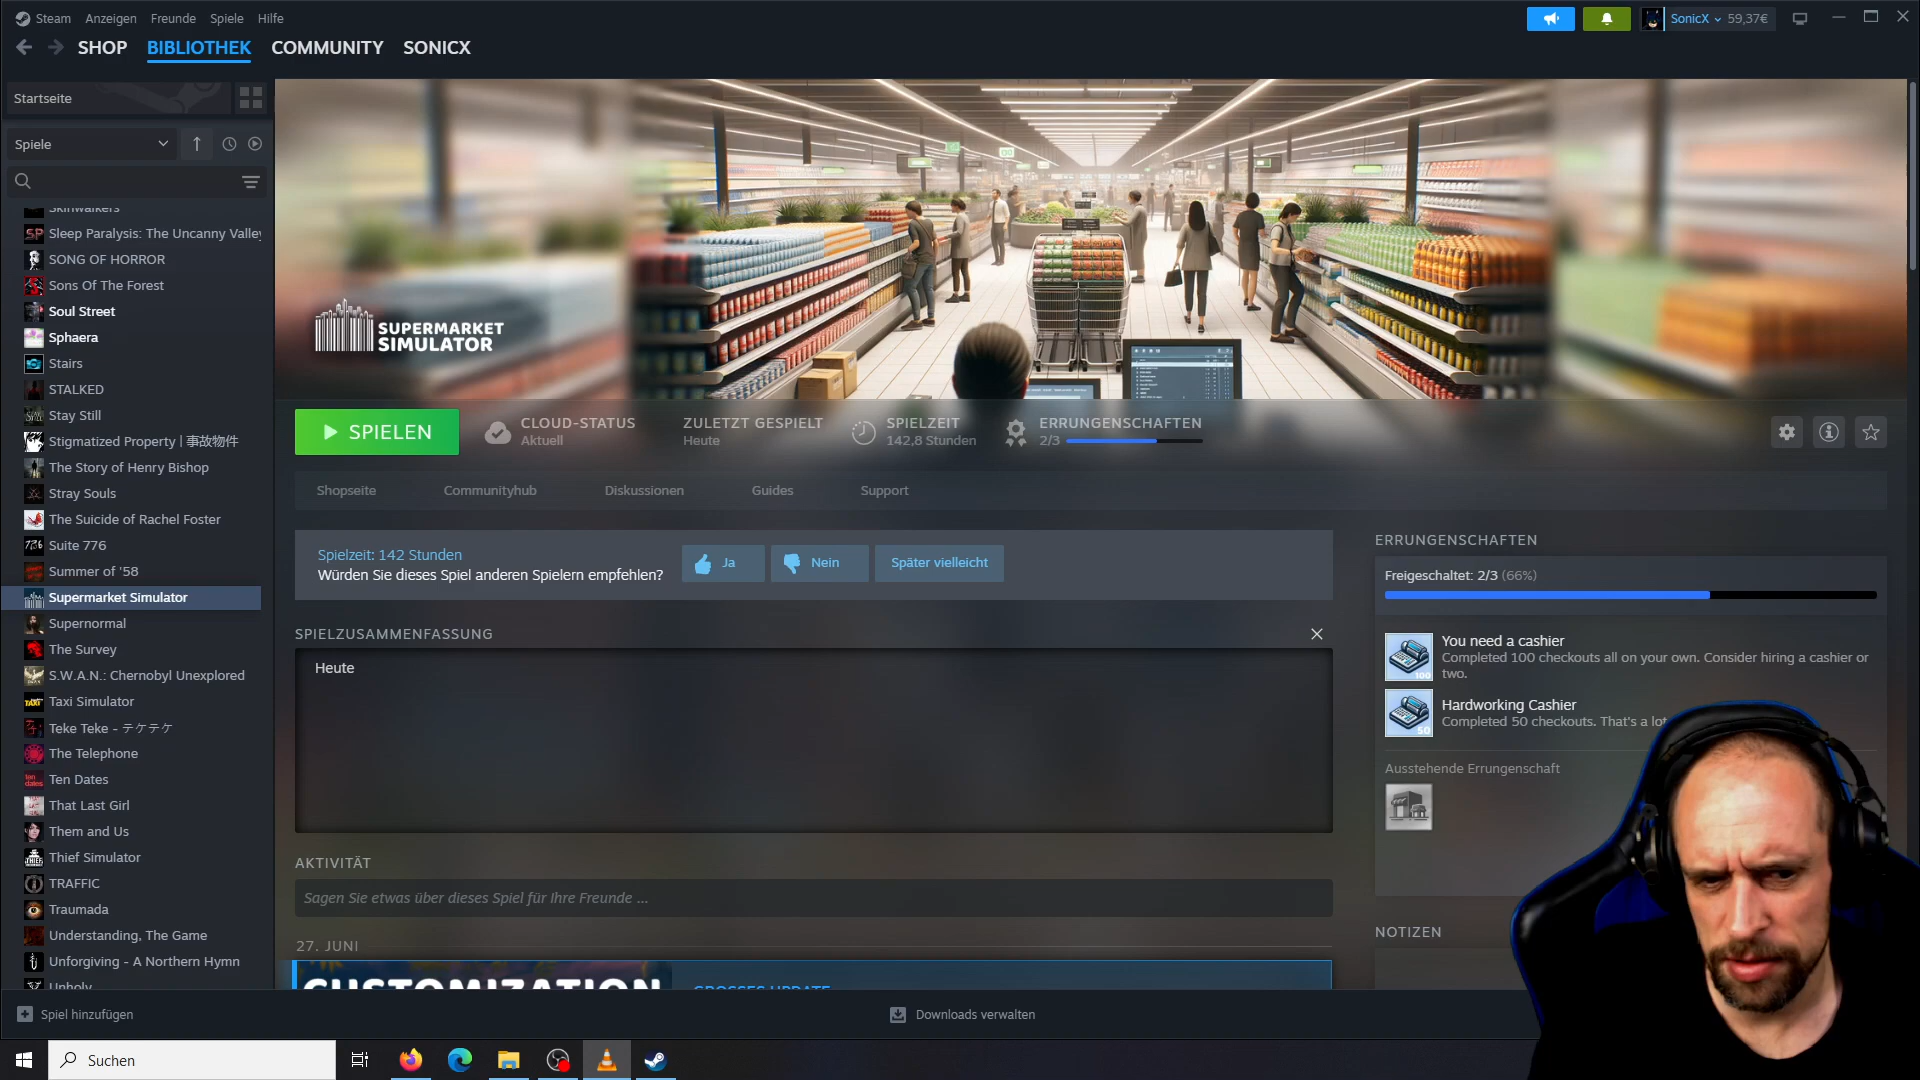 Steam Anzeigen Freunde Spiele Hilfe
SonicX 59,37€
SHOP BIBLIOTHEK COMMUNITY SONICX
Startseite
Spiele
Skinwalkers
Sleep Paralysis: The Uncanny Valley
SONG OF HORROR
Sons Of The Forest
Soul Street
Sphaera
Stairs
STALKED
Stay Still
Stigmatized Property | 事故物件
The Story of Henry Bishop
Stray Souls
The Suicide of Rachel Foster
Suite 776
Summer of '58
Supermarket Simulator
Supernormal
The Survey
S.W.A.N.: Chernobyl Unexplored
Taxi Simulator
Teke Teke - テケテケ
The Telephone
Ten Dates
That Last Girl
Them and Us
Thief Simulator
TRAFFIC
Traumada
Understanding, The Game
Unforgiving - A Northern Hymn
Unholy
SUPERMARKET
SIMULATOR
SPIELEN
CLOUD-STATUS
Aktuell
ZULETZT GESPIELT
Heute
SPIELZEIT
142,8 Stunden
ERRUNGENSCHAFTEN
2/3
Shopseite Communityhub Diskussionen Guides Support
Spielzeit: 142 Stunden
Würden Sie dieses Spiel anderen Spielern empfehlen?
Ja
Nein
Später vielleicht
SPIELZUSAMMENFASSUNG
Heute
AKTIVITÄT
Sagen Sie etwas über dieses Spiel für Ihre Freunde ...
27. JUNI
CUSTOMIZATION
GROSSES UPDATE
ERRUNGENSCHAFTEN
Freigeschaltet: 2/3 (66%)
You need a cashier
Completed 100 checkouts all on your own. Consider hiring a cashier or
two.
100
Hardworking Cashier
Completed 50 checkouts. That's a lot
50
Ausstehende Errungenschaft
NOTIZEN
Spiel hinzufügen
Downloads verwalten
Suchen